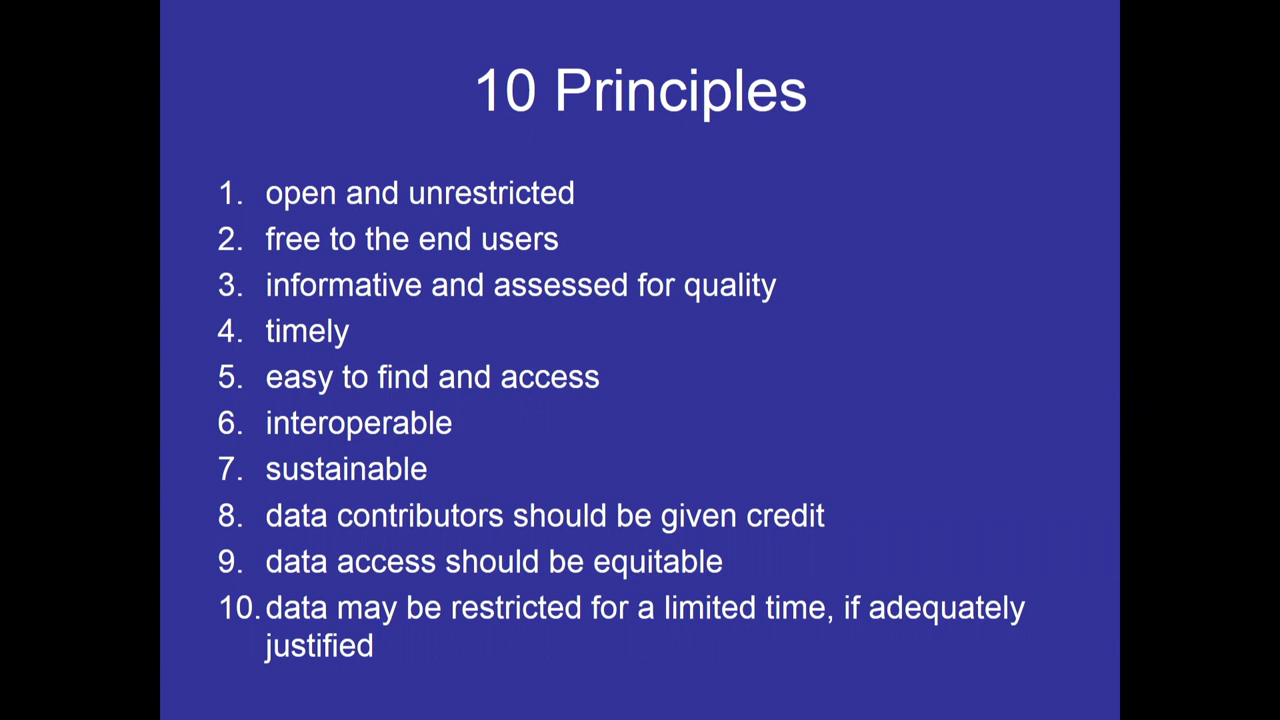 10 Principles
1. open and unrestricted
2. free to the end users
3. informative and assessed for quality
4. timely
5. easy to find and access
6. interoperable
7. sustainable
8. data contributors should be given credit
9. data access should be equitable
10. data may be restricted for a limited time, if adequately
justified